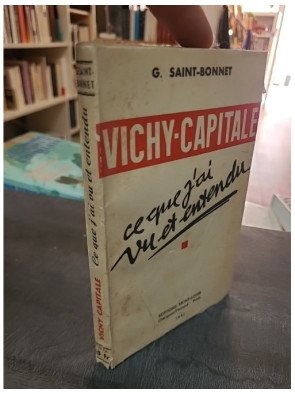 G. SAINT-BONNET
VICHY-CAPITALE
ce que j'ai
vu et entendu
SAINT-
BONNET
VICHY CAPITALE Ce que j'ai vu et entendu